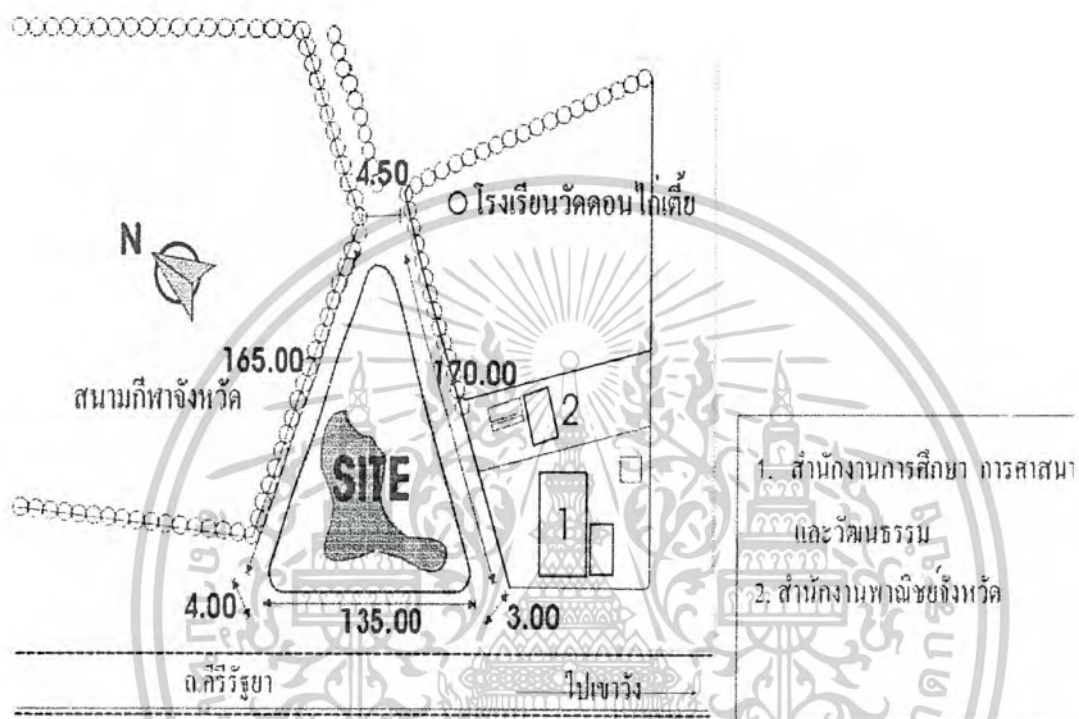 4.50
โรงเรียนวัดดอนไก่เตี้ย
N
165.00
170.00
สนามกีฬาจังหวัด
2
SITE
1
1. สำนักงานการศึกษา การศาสนา
และวัฒนธรรม
2. สำนักงานพาณิชย์จังหวัด
4.00
135.00
3.00
ถ.คีรีรัฐยา
ไปเขาวัง